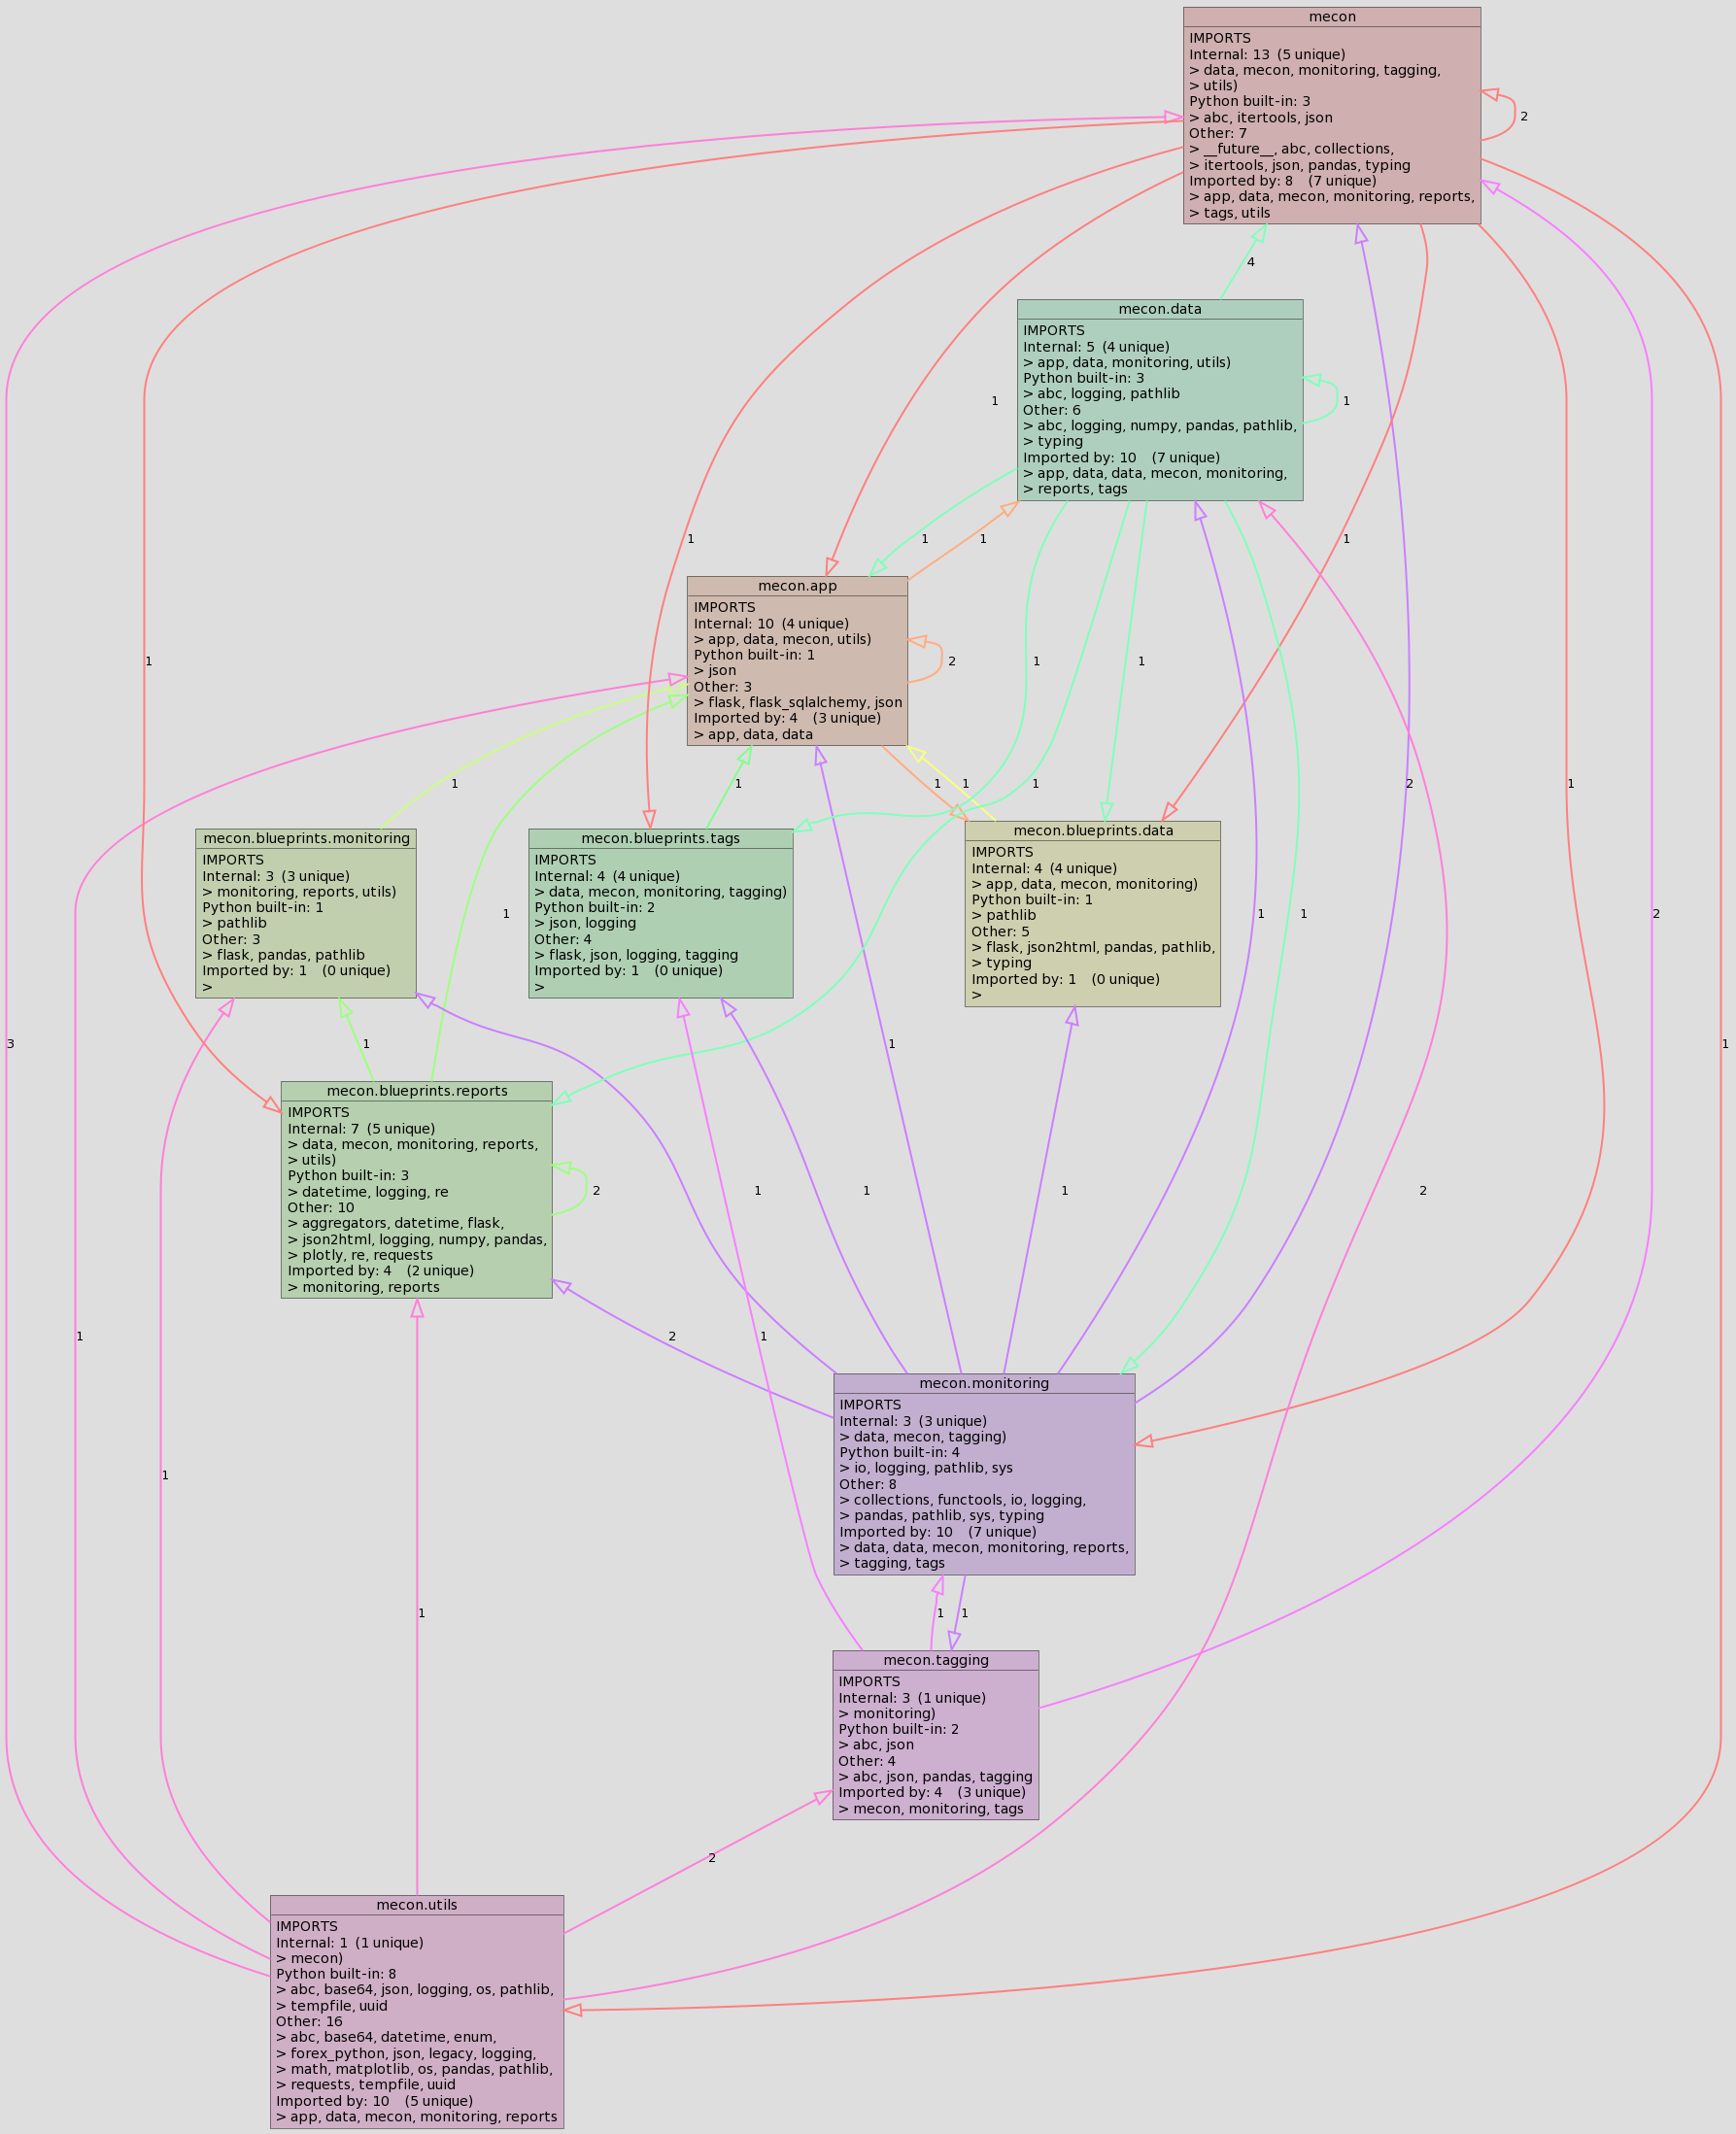 mecon
IMPORTS
Internal: 13 (5 unique)
> data, mecon, monitoring, tagging,
> utils)
Python built-in: 3
> abc, itertools, json
Other: 7
> __future__, abc, collections,
> itertools, json, pandas, typing
Imported by: 8 (7 unique)
> app, data, mecon, monitoring, reports,
> tags, utils
2
4
mecon.data
IMPORTS
Internal: 5 (4 unique)
> app, data, monitoring, utils)
Python built-in: 3
> abc, logging, pathlib
Other: 6
> abc, logging, numpy, pandas, pathlib,
> typing
Imported by: 10 (7 unique)
> app, data, data, mecon, monitoring,
> reports, tags
1
1
1
1
1
1
mecon.app
IMPORTS
Internal: 10 (4 unique)
> app, data, mecon, utils)
Python built-in: 1
> json
Other: 3
> flask, flask_sqlalchemy, json
Imported by: 4 (3 unique)
> app, data, data
1
2
1
1
1
1
1
1
1
2
1
mecon.blueprints.monitoring
IMPORTS
Internal: 3 (3 unique)
> monitoring, reports, utils)
Python built-in: 1
> pathlib
Other: 3
> flask, pandas, pathlib
Imported by: 1 (0 unique)
>
1
mecon.blueprints.tags
IMPORTS
Internal: 4 (4 unique)
> data, mecon, monitoring, tagging)
Python built-in: 2
> json, logging
Other: 4
> flask, json, logging, tagging
Imported by: 1 (0 unique)
>
mecon.blueprints.data
IMPORTS
Internal: 4 (4 unique)
> app, data, mecon, monitoring)
Python built-in: 1
> pathlib
Other: 5
> flask, json2html, pandas, pathlib,
> typing
Imported by: 1 (0 unique)
>
1
1
2
3
1
1
1
mecon.blueprints.reports
IMPORTS
Internal: 7 (5 unique)
> data, mecon, monitoring, reports,
> utils)
Python built-in: 3
> datetime, logging, re
Other: 10
> aggregators, datetime, flask,
> json2html, logging, numpy, pandas,
> plotly, re, requests
Imported by: 4 (2 unique)
> monitoring, reports
2
1
1
1
2
1
2
1
mecon.monitoring
IMPORTS
Internal: 3 (3 unique)
> data, mecon, tagging)
Python built-in: 4
> io, logging, pathlib, sys
Other: 8
> collections, functools, io, logging,
> pandas, pathlib, sys, typing
Imported by: 10 (7 unique)
> data, data, mecon, monitoring, reports,
> tagging, tags
1
1
1
1
mecon.tagging
IMPORTS
Internal: 3 (1 unique)
> monitoring)
Python built-in: 2
> abc, json
Other: 4
> abc, json, pandas, tagging
Imported by: 4 (3 unique)
> mecon, monitoring, tags
2
mecon.utils
IMPORTS
Internal: 1 (1 unique)
> mecon)
Python built-in: 8
> abc, base64, json, logging, os, pathlib,
> tempfile, uuid
Other: 16
> abc, base64, datetime, enum,
> forex_python, json, legacy, logging,
> math, matplotlib, os, pandas, pathlib,
> requests, tempfile, uuid
Imported by: 10 (5 unique)
> app, data, mecon, monitoring, reports